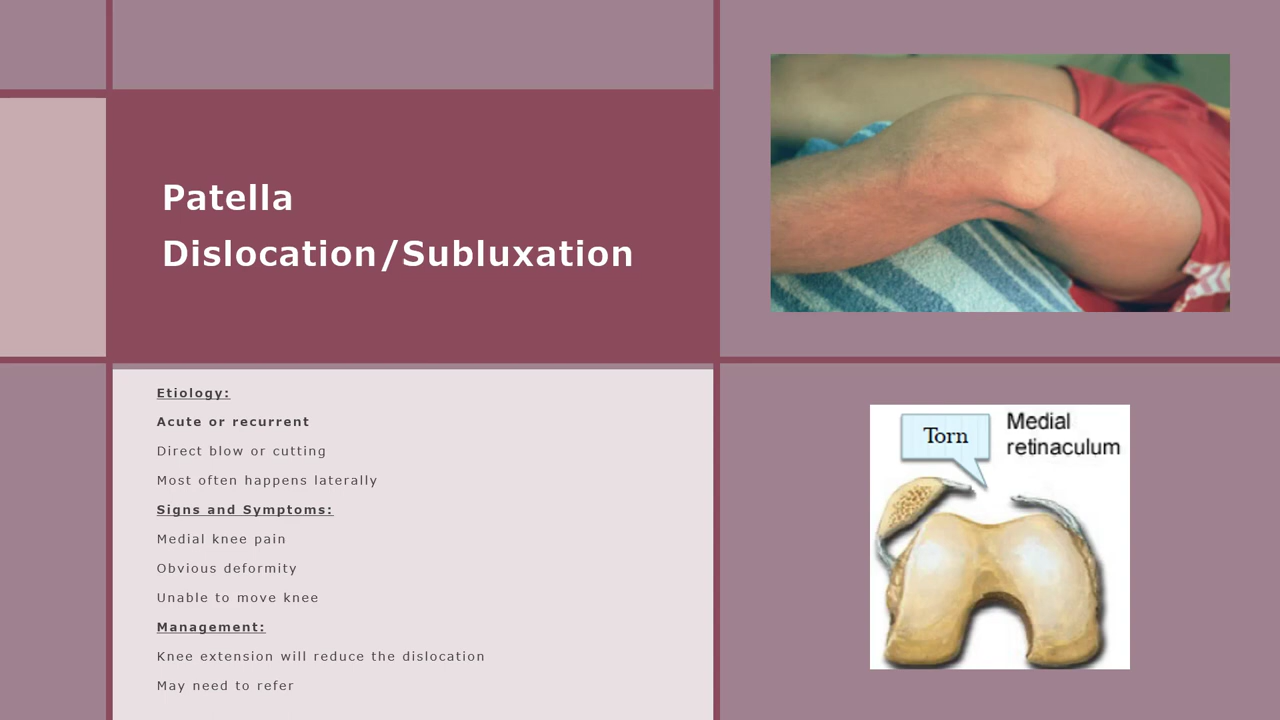 Patella
Dislocation/Subluxation
Etiology:
Acute or recurrent
Direct blow or cutting
Most often happens laterally
Signs and Symptoms:
Medial knee pain
Obvious deformity
Unable to move knee
Management:
Knee extension will reduce the dislocation
May need to refer
Torn
Medial
retinaculum